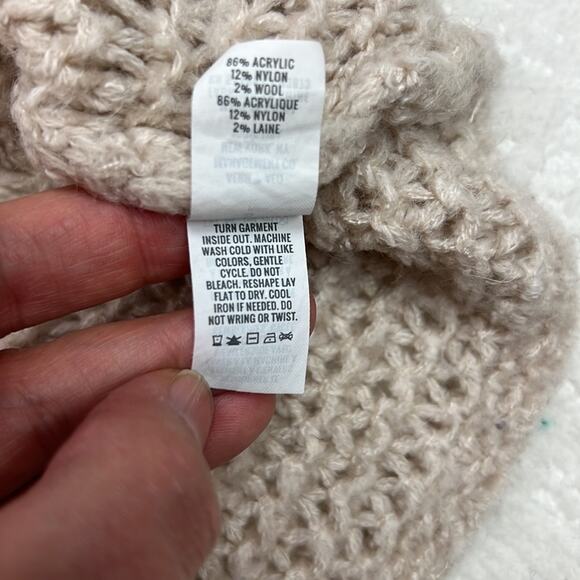 86% ACRYLIC
12% NYLON
2% WOOL
86% ACRYLIQUE
12% NYLON
2% LAINE
TURN GARMENT
INSIDE OUT. MACHINE
WASH COLD WITH LIKE
COLORS, GENTLE
CYCLE. DO NOT
BLEACH. RESHAPE LAY
FLAT TO DRY. COOL
IRON IF NEEDED. DO
NOT WRING OR TWIST.